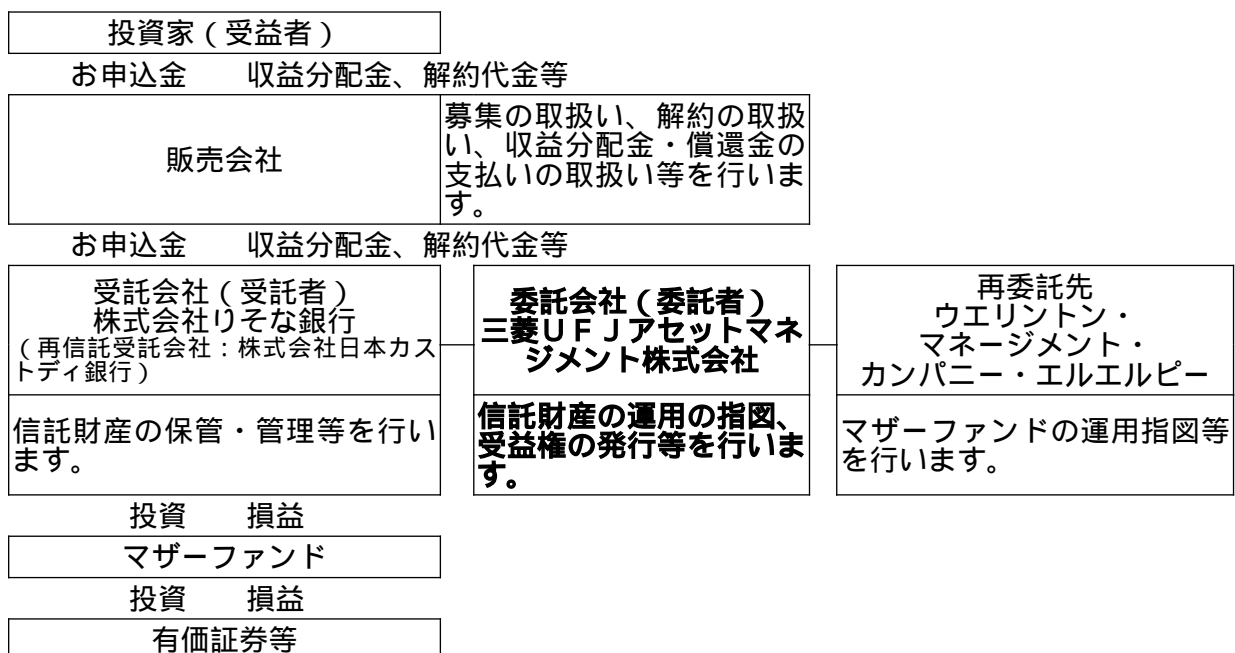 投資家（受益者）
お申込金　　収益分配金、解約代金等
販売会社
募集の取扱い、解約の取扱
い、収益分配金・償還金の
支払いの取扱い等を行いま
す。
お申込金　　収益分配金、解約代金等
受託会社（受託者）
株式会社りそな銀行
（再信託受託会社：株式会社日本カス
トディ銀行）
委託会社（委託者）
三菱ＵＦＪアセットマネ
ジメント株式会社
再委託先
ウエリントン・
マネージメント・
カンパニー・エルエルピー
信託財産の保管・管理等を行い
ます。
信託財産の運用の指図、
受益権の発行等を行いま
す。
マザーファンドの運用指図等
を行います。
投資　　損益
マザーファンド
投資　　損益
有価証券等